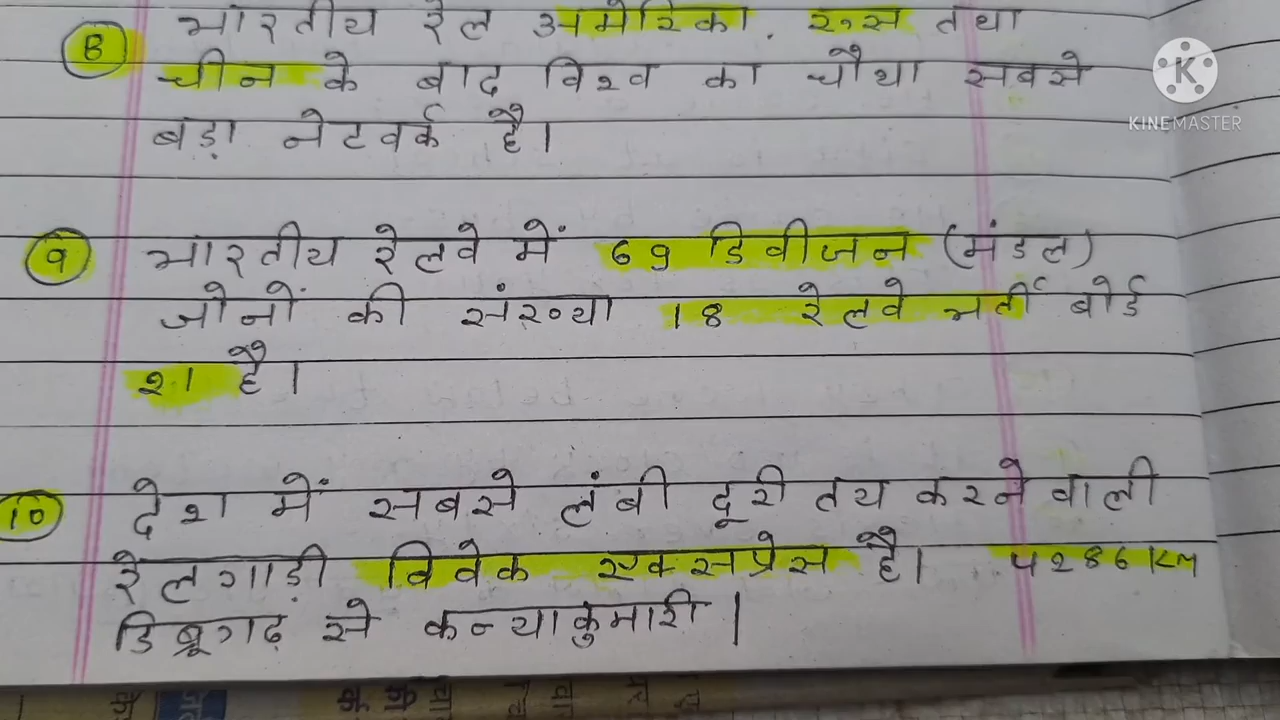 8 भारतीय रेल अमेरिका. रूस तथा
चीन के बाद विश्व का चौथा सबसे
बड़ा नेटवर्क है।
9 भारतीय रेलवे में 69 डिवीजन (मंडल)
जोनों की संख्या 18 रेलवे भर्ती बोर्ड
21 है।
10 देश में सबसे लंबी दूरी तय करने वाली
रेलगाड़ी विवेक एक्सप्रेस है। 4286 KM
डिब्रूगढ़ से कन्याकुमारी |
KINEMASTER